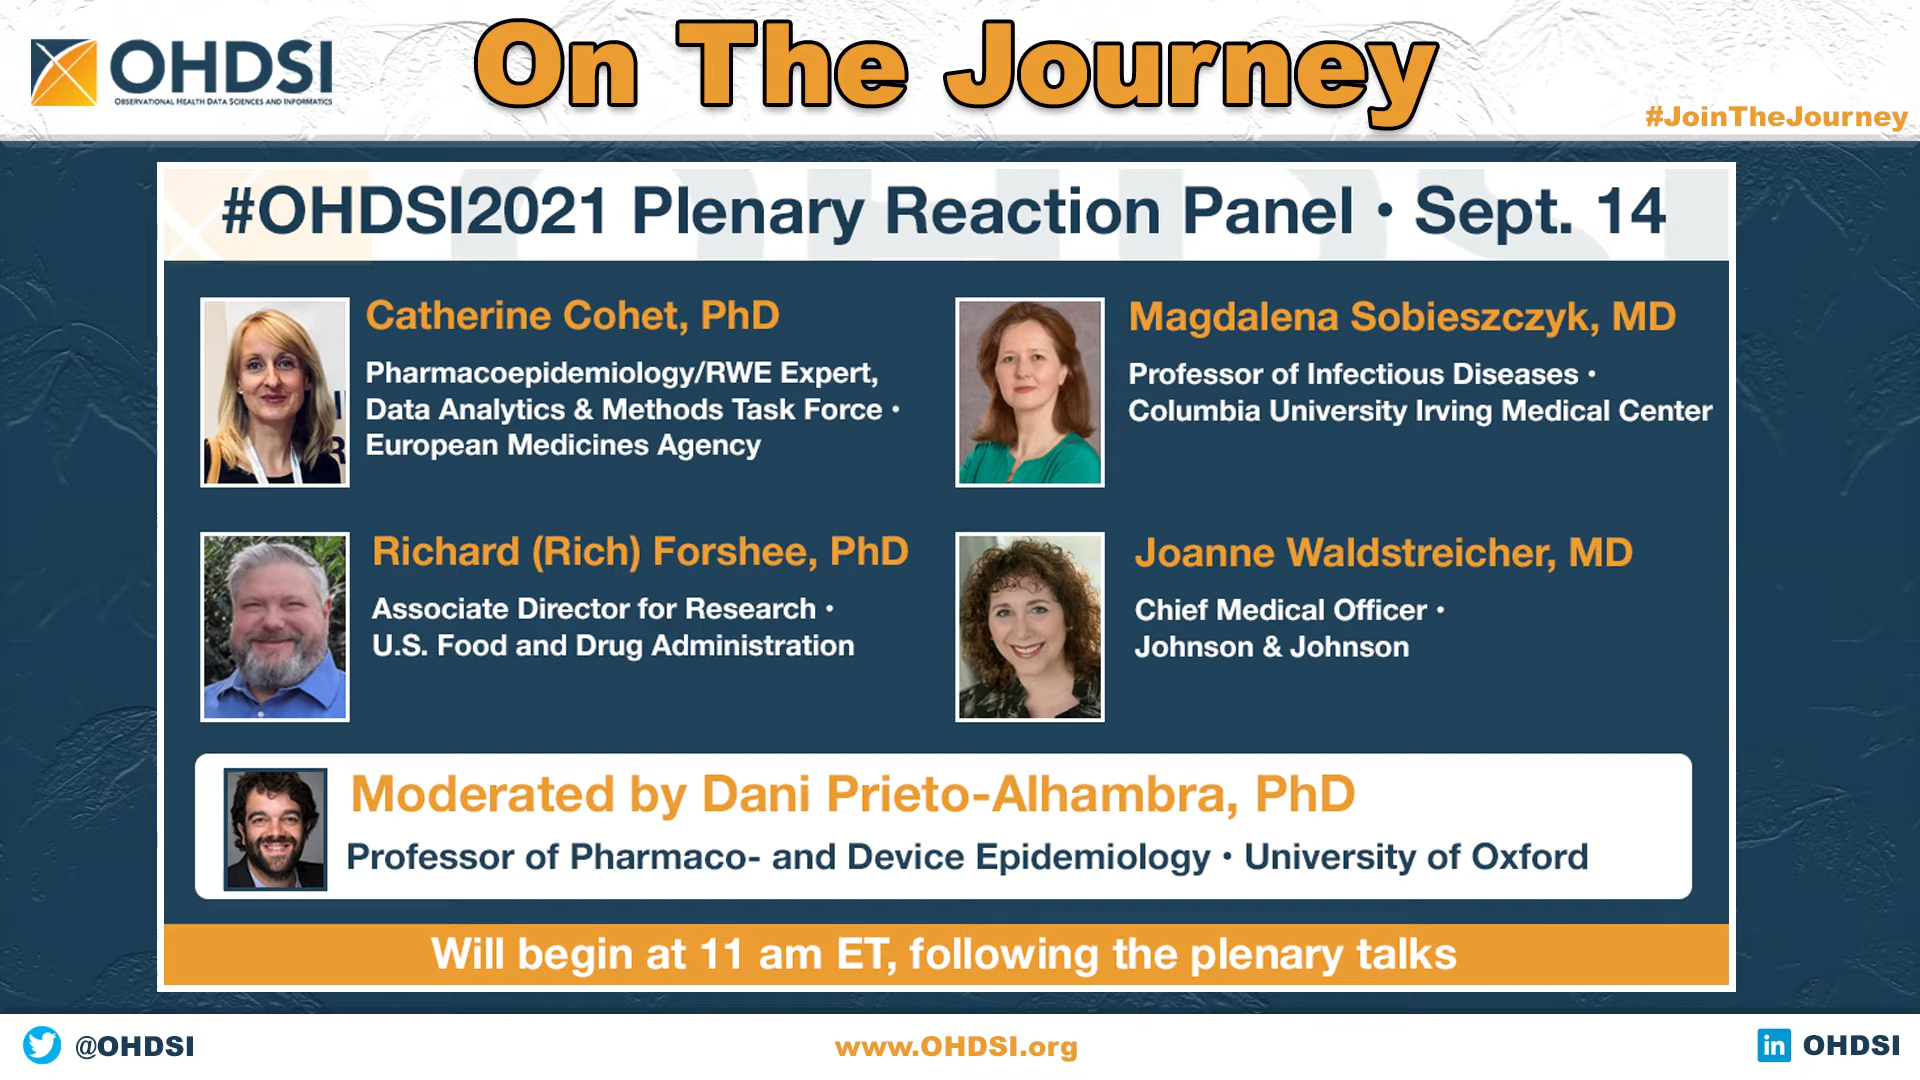 OHDSI
OBSERVATIONAL HEALTH DATA SCIENCES AND INFORMATICS
On The Journey
#JoinTheJourney
#OHDSI2021 Plenary Reaction Panel • Sept. 14
Catherine Cohet, PhD
Pharmacoepidemiology/RWE Expert,
Data Analytics & Methods Task Force •
European Medicines Agency
Magdalena Sobieszczyk, MD
Professor of Infectious Diseases •
Columbia University Irving Medical Center
Richard (Rich) Forshee, PhD
Associate Director for Research •
U.S. Food and Drug Administration
Joanne Waldstreicher, MD
Chief Medical Officer •
Johnson & Johnson
Moderated by Dani Prieto-Alhambra, PhD
Professor of Pharmaco- and Device Epidemiology • University of Oxford
Will begin at 11 am ET, following the plenary talks
@OHDSI
www.OHDSI.org
in OHDSI